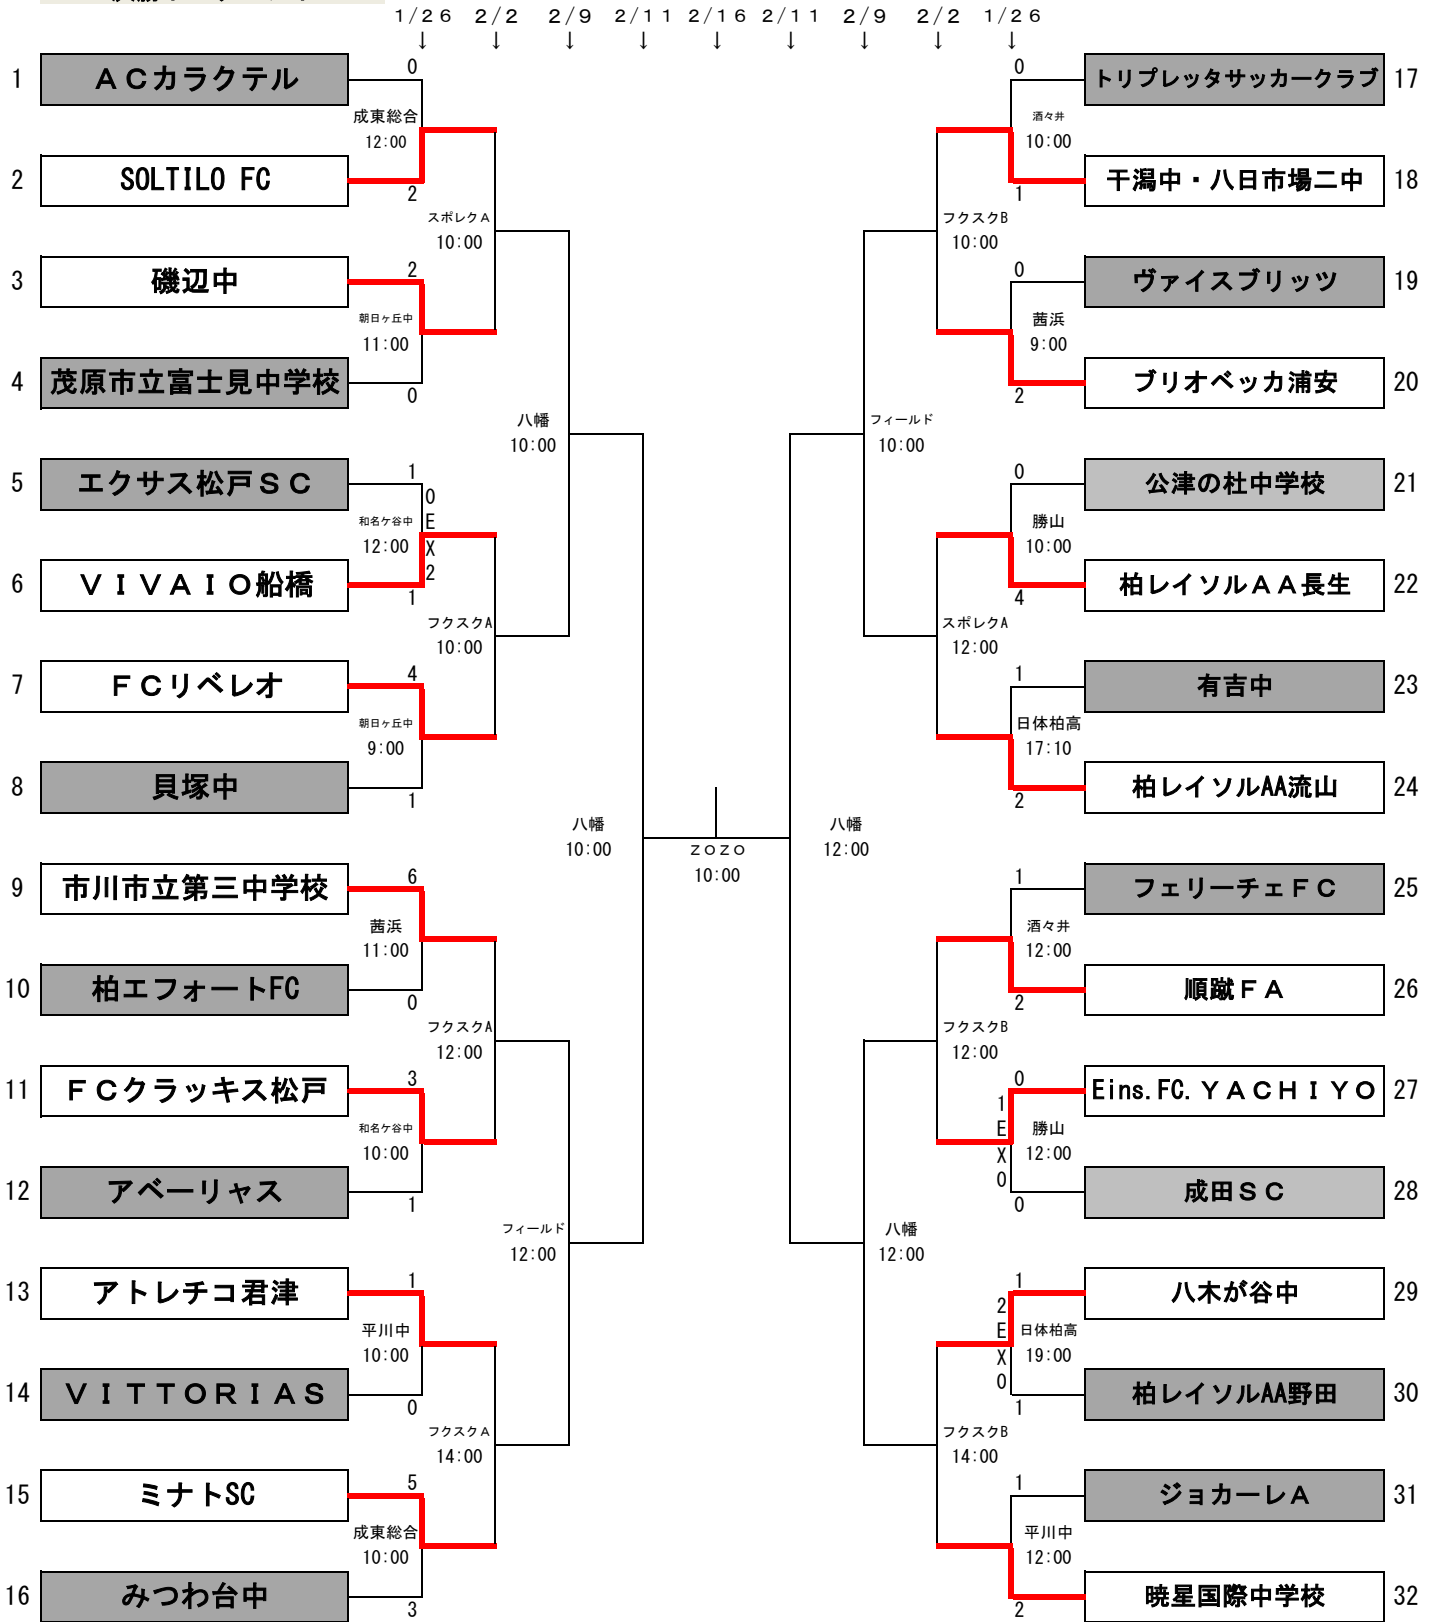 1/26 2/2 2/9 2/11 2/16 2/11 2/9 2/2 1/26
↓ ↓ ↓ ↓ ↓ ↓ ↓ ↓ ↓
1 ACカラクテル 0
成東総合
12:00
2 SOLTILO FC 2
スポレクA
10:00
3 磯辺中 2
朝日ヶ丘中
11:00
4 茂原市立富士見中学校 0
八幡
10:00
5 エクサス松戸SC 1
和名ケ谷中
12:00
0EX2
6 VIVAIO船橋 1
フクスクA
10:00
7 FCリベレオ 4
朝日ヶ丘中
9:00
8 貝塚中 1
八幡
10:00
9 市川市立第三中学校 6
茜浜
11:00
10 柏エフォートFC 0
フクスクA
12:00
11 FCクラッキス松戸 3
和名ケ谷中
10:00
12 アベーリャス 1
フィールド
12:00
13 アトレチコ君津 1
平川中
10:00
14 VITTORIAS 0
フクスクA
14:00
15 ミナトSC 5
成東総合
10:00
16 みつわ台中 3
ZOZO
10:00
0 トリプレッタサッカークラブ 17
酒々井
10:00
1 干潟中・八日市場二中 18
フクスクB
10:00
0 ヴァイスブリッツ 19
茜浜
9:00
2 ブリオベッカ浦安 20
フィールド
10:00
0 公津の杜中学校 21
勝山
10:00
4 柏レイソルAA長生 22
スポレクA
12:00
1 有吉中 23
日体柏高
17:10
2 柏レイソルAA流山 24
八幡
12:00
1 フェリーチェFC 25
酒々井
12:00
2 順蹴FA 26
フクスクB
12:00
0 Eins.FC.YACHIYO 27
1EX0
勝山
12:00
0 成田SC 28
八幡
12:00
1 八木が谷中 29
2EX0
日体柏高
19:00
1 柏レイソルAA野田 30
フクスクB
14:00
1 ジョカーレA 31
平川中
12:00
2 暁星国際中学校 32